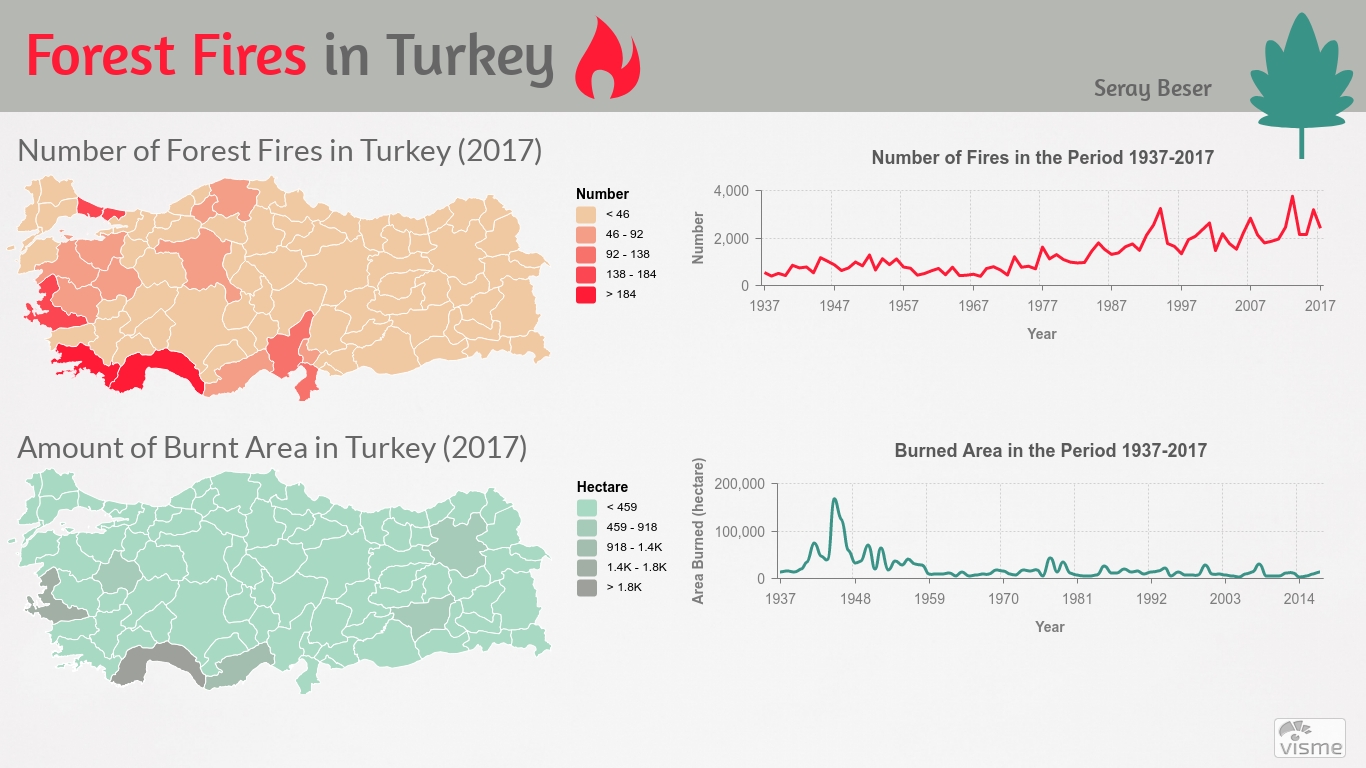 Forest Fires in Turkey
Seray Beser
Number of Forest Fires in Turkey (2017)
Number
< 46
46 - 92
92 - 138
138 - 184
> 184
Number of Fires in the Period 1937-2017
Number
4,000
2,000
0
1937 1947 1957 1967 1977 1987 1997 2007 2017
Year
Amount of Burnt Area in Turkey (2017)
Hectare
< 459
459 - 918
918 - 1.4K
1.4K - 1.8K
> 1.8K
Burned Area in the Period 1937-2017
Area Burned (hectare)
200,000
100,000
0
1937 1948 1959 1970 1981 1992 2003 2014
Year
visme